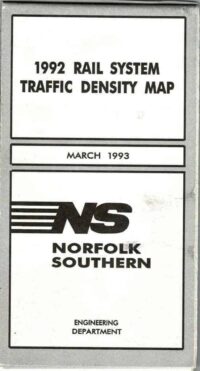 1992 RAIL SYSTEM
TRAFFIC DENSITY MAP
MARCH 1993
NS
NORFOLK
SOUTHERN
ENGINEERING
DEPARTMENT